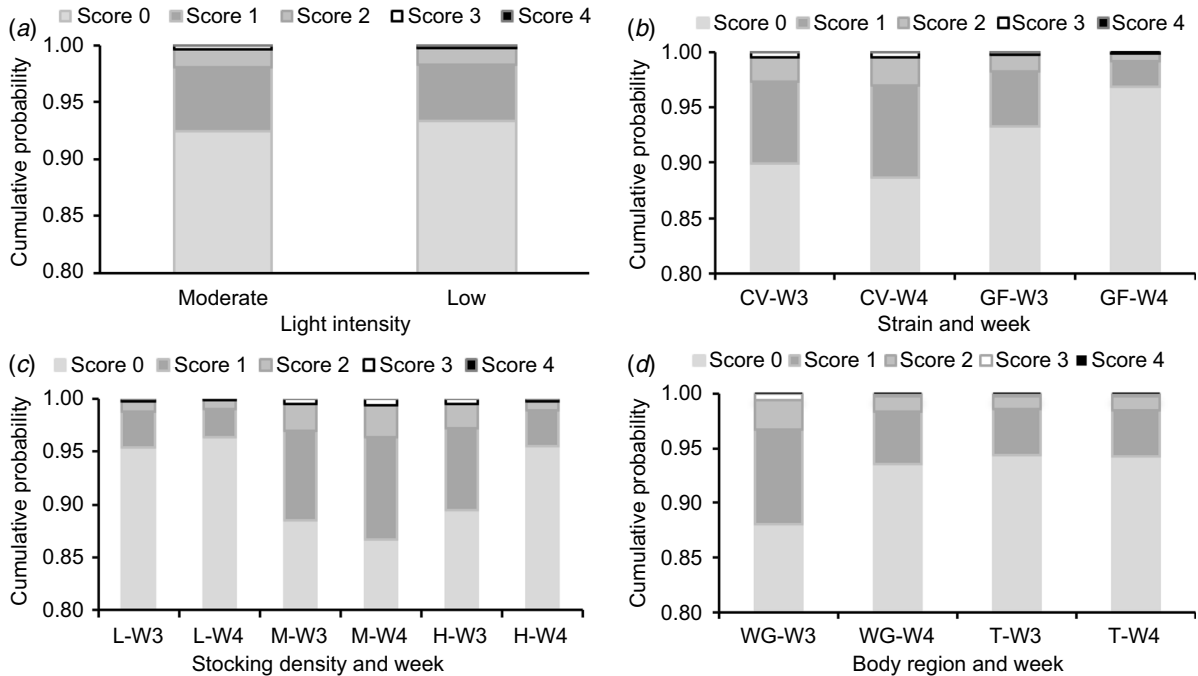 (a)
Score 0 Score 1 Score 2 Score 3 Score 4
1.00
0.95
0.90
0.85
0.80
Cumulative probability
Moderate Low
Light intensity
(b)
Score 0 Score 1 Score 2 Score 3 Score 4
1.00
0.95
0.90
0.85
0.80
Cumulative probability
CV-W3 CV-W4 GF-W3 GF-W4
Strain and week
(c)
Score 0 Score 1 Score 2 Score 3 Score 4
1.00
0.95
0.90
0.85
0.80
Cumulative probability
L-W3 L-W4 M-W3 M-W4 H-W3 H-W4
Stocking density and week
(d)
Score 0 Score 1 Score 2 Score 3 Score 4
1.00
0.95
0.90
0.85
0.80
Cumulative probability
WG-W3 WG-W4 T-W3 T-W4
Body region and week